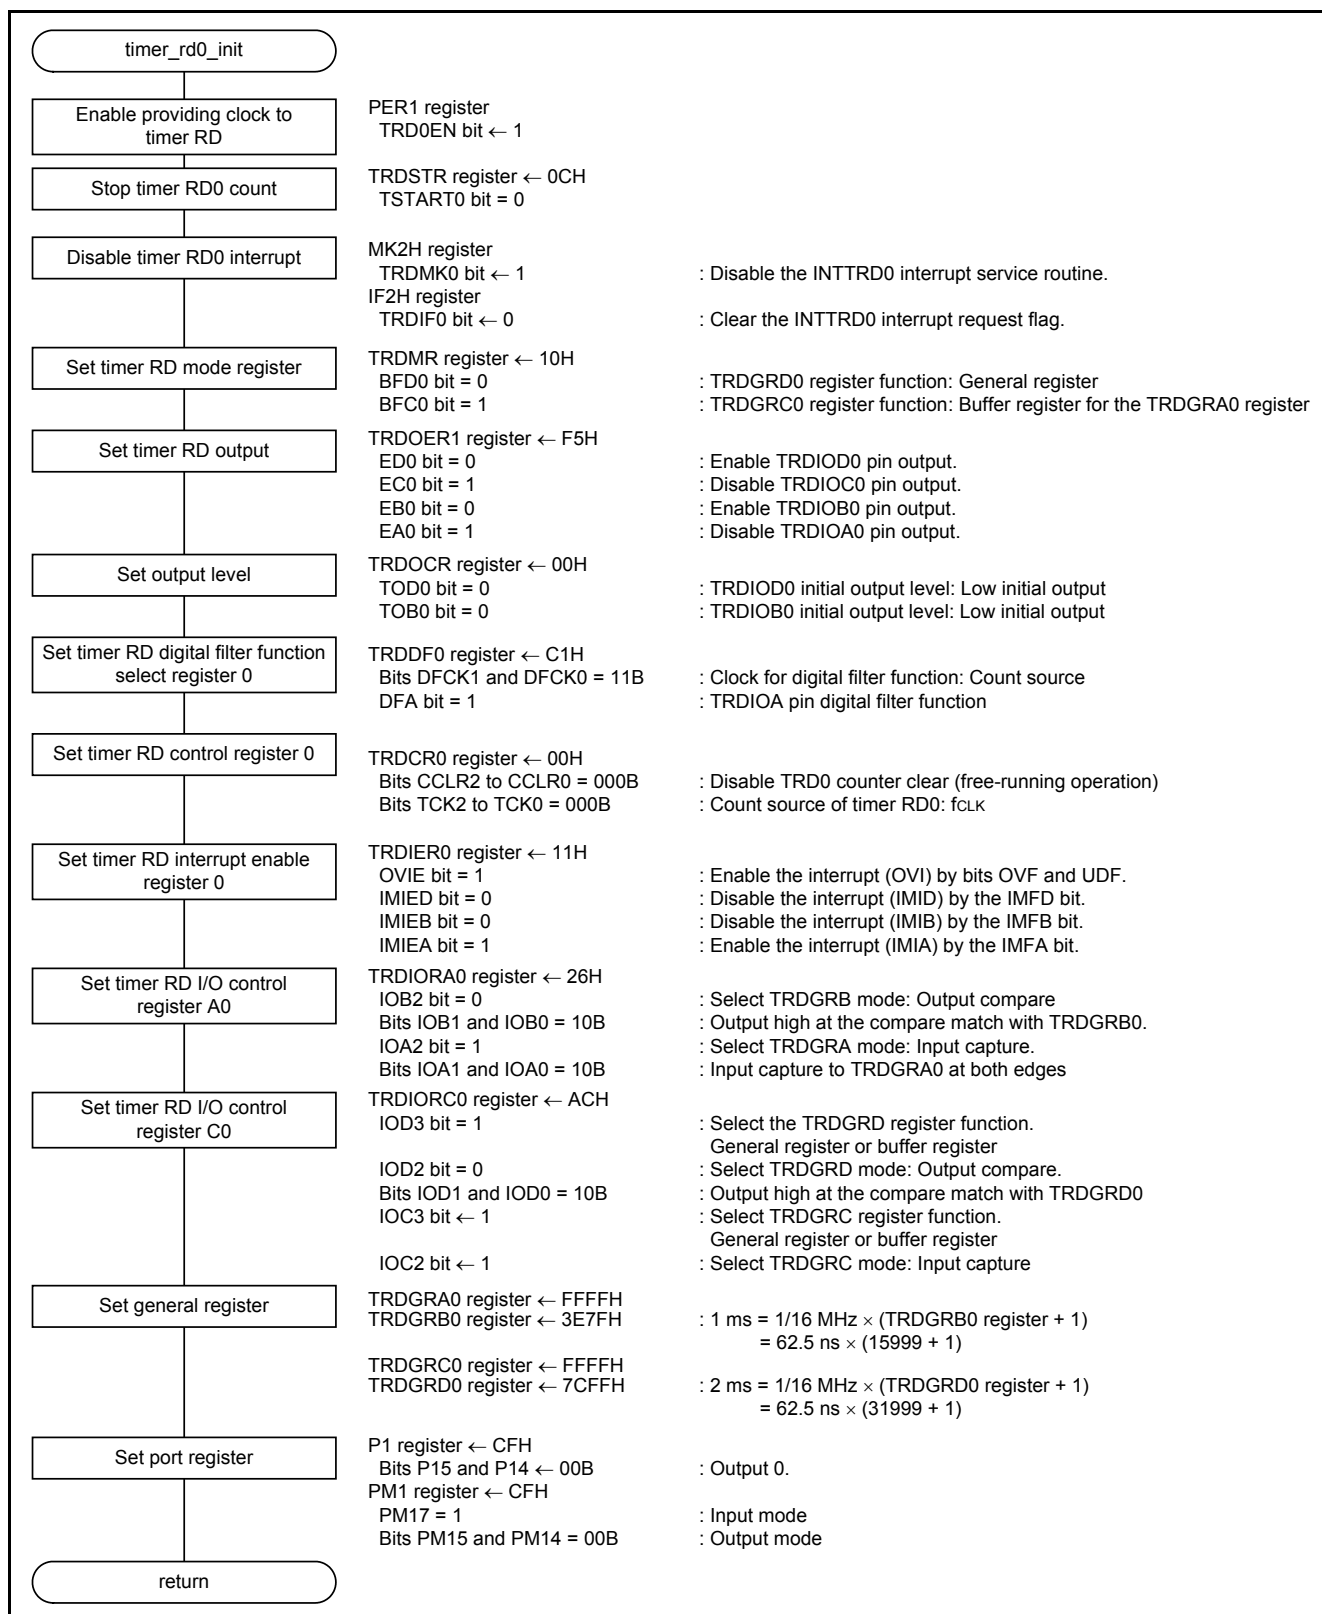 timer_rd0_init
Enable providing clock to
timer RD
PER1 register
TRD0EN bit ← 1
Stop timer RD0 count
TRDSTR register ← 0CH
TSTART0 bit = 0
Disable timer RD0 interrupt
MK2H register
TRDMK0 bit ← 1 : Disable the INTTRD0 interrupt service routine.
IF2H register
TRDIF0 bit ← 0 : Clear the INTTRD0 interrupt request flag.
Set timer RD mode register
TRDMR register ← 10H
BFD0 bit = 0 : TRDGRD0 register function: General register
BFC0 bit = 1 : TRDGRC0 register function: Buffer register for the TRDGRA0 register
Set timer RD output
TRDOER1 register ← F5H
ED0 bit = 0 : Enable TRDIOD0 pin output.
EC0 bit = 1 : Disable TRDIOC0 pin output.
EB0 bit = 0 : Enable TRDIOB0 pin output.
EA0 bit = 1 : Disable TRDIOA0 pin output.
Set output level
TRDOCR register ← 00H
TOD0 bit = 0 : TRDIOD0 initial output level: Low initial output
TOB0 bit = 0 : TRDIOB0 initial output level: Low initial output
Set timer RD digital filter function
select register 0
TRDDF0 register ← C1H
Bits DFCK1 and DFCK0 = 11B : Clock for digital filter function: Count source
DFA bit = 1 : TRDIOA pin digital filter function
Set timer RD control register 0
TRDCR0 register ← 00H
Bits CCLR2 to CCLR0 = 000B : Disable TRD0 counter clear (free-running operation)
Bits TCK2 to TCK0 = 000B : Count source of timer RD0: fCLK
Set timer RD interrupt enable
register 0
TRDIER0 register ← 11H
OVIE bit = 1 : Enable the interrupt (OVI) by bits OVF and UDF.
IMIED bit = 0 : Disable the interrupt (IMID) by the IMFD bit.
IMIEB bit = 0 : Disable the interrupt (IMIB) by the IMFB bit.
IMIEA bit = 1 : Enable the interrupt (IMIA) by the IMFA bit.
Set timer RD I/O control
register A0
TRDIORA0 register ← 26H
IOB2 bit = 0 : Select TRDGRB mode: Output compare
Bits IOB1 and IOB0 = 10B : Output high at the compare match with TRDGRB0.
IOA2 bit = 1 : Select TRDGRA mode: Input capture.
Bits IOA1 and IOA0 = 10B : Input capture to TRDGRA0 at both edges
Set timer RD I/O control
register C0
TRDIORC0 register ← ACH
IOD3 bit = 1 : Select the TRDGRD register function.
General register or buffer register
IOD2 bit = 0 : Select TRDGRD mode: Output compare.
Bits IOD1 and IOD0 = 10B : Output high at the compare match with TRDGRD0
IOC3 bit ← 1 : Select TRDGRC register function.
General register or buffer register
IOC2 bit ← 1 : Select TRDGRC mode: Input capture
Set general register
TRDGRA0 register ← FFFFH
TRDGRB0 register ← 3E7FH : 1 ms = 1/16 MHz × (TRDGRB0 register + 1)
= 62.5 ns × (15999 + 1)
TRDGRC0 register ← FFFFH
TRDGRD0 register ← 7CFFH : 2 ms = 1/16 MHz × (TRDGRD0 register + 1)
= 62.5 ns × (31999 + 1)
Set port register
P1 register ← CFH
Bits P15 and P14 ← 00B : Output 0.
PM1 register ← CFH
PM17 = 1 : Input mode
Bits PM15 and PM14 = 00B : Output mode
return